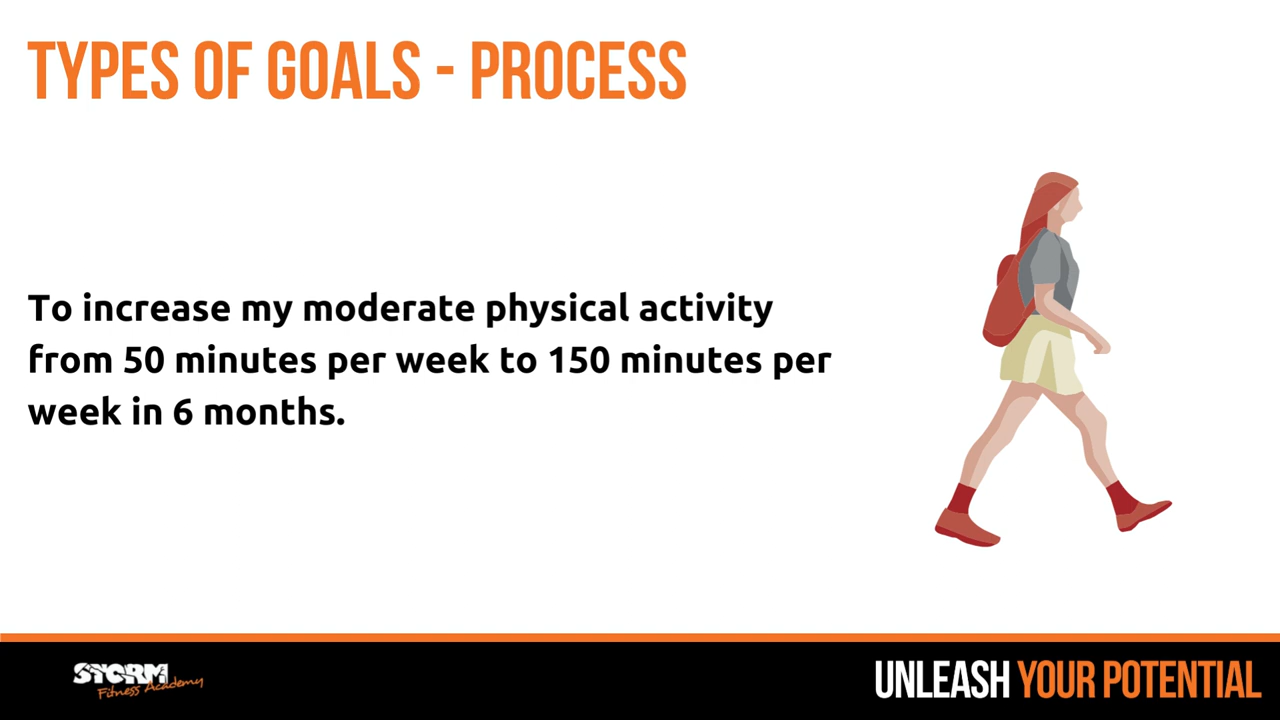 TYPES OF GOALS - PROCESS
To increase my moderate physical activity
from 50 minutes per week to 150 minutes per
week in 6 months.
STORM
Fitness Academy
UNLEASH YOUR POTENTIAL